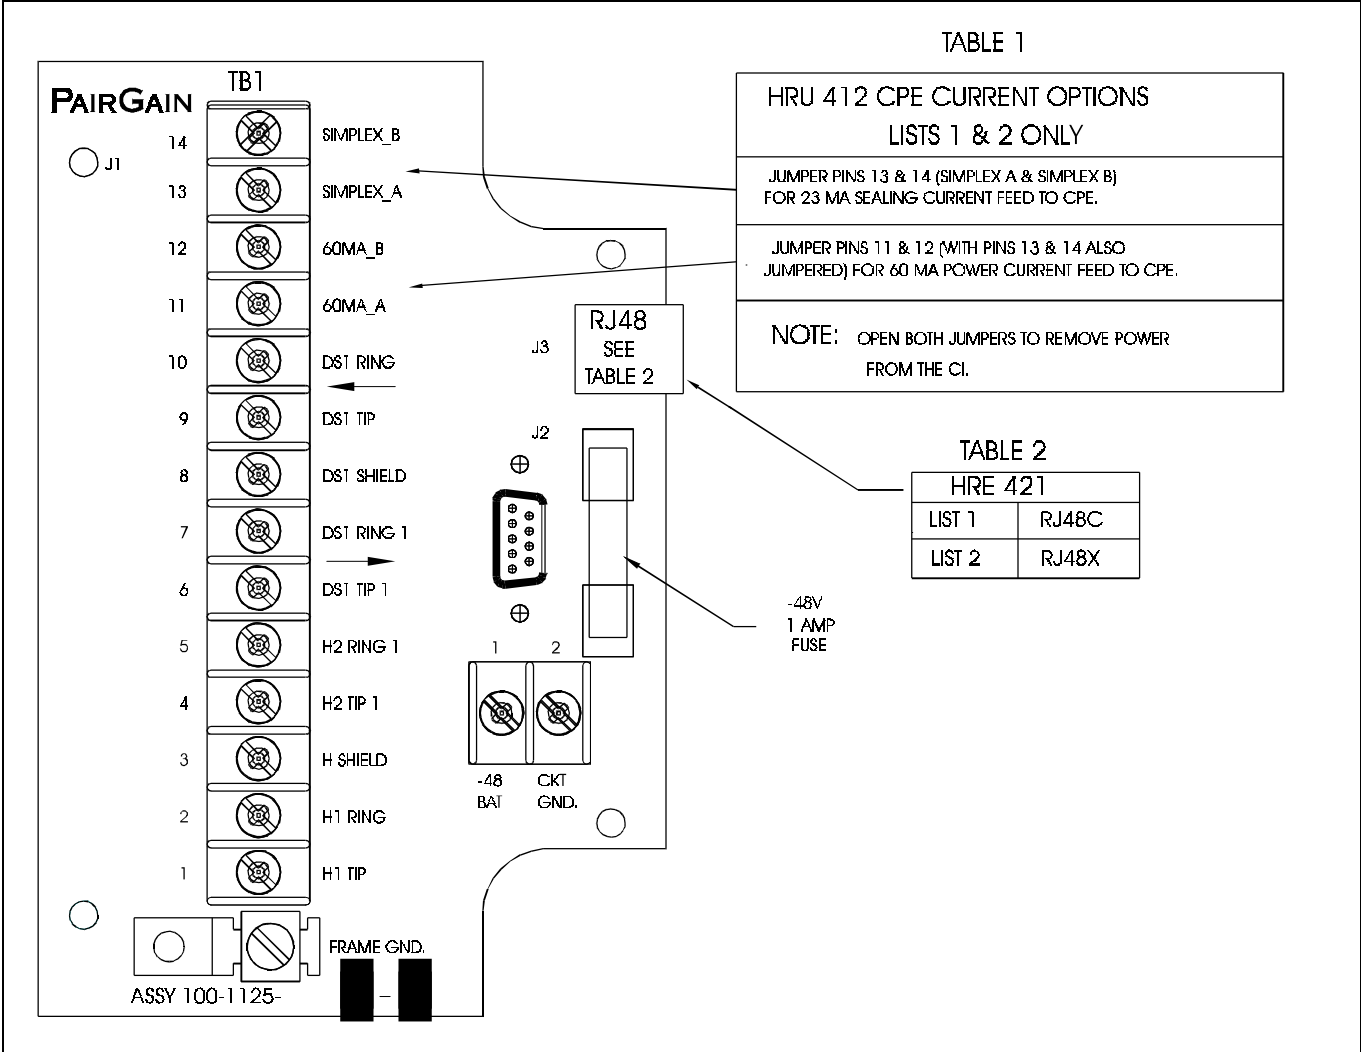 TABLE 1
HRU 412 CPE CURRENT OPTIONS
LISTS 1 & 2 ONLY
JUMPER PINS 13 & 14 (SIMPLEX A & SIMPLEX B)
FOR 23 MA SEALING CURRENT FEED TO CPE.
JUMPER PINS 11 & 12 (WITH PINS 13 & 14 ALSO
JUMPERED) FOR 60 MA POWER CURRENT FEED TO CPE.
NOTE: OPEN BOTH JUMPERS TO REMOVE POWER
FROM THE CI.
PAIRGAIN
TB1
J1
14 SIMPLEX_B
13 SIMPLEX_A
12 60MA_B
11 60MA_A
10 DST RING
9 DST TIP
8 DST SHIELD
7 DST RING 1
6 DST TIP 1
5 H2 RING 1
4 H2 TIP 1
3 H SHIELD
2 H1 RING
1 H1 TIP
FRAME GND.
ASSY 100-1125- -
J3
RJ48
SEE
TABLE 2
J2
1 2
-48
BAT
CKT
GND.
-48V
1 AMP
FUSE
TABLE 2
HRE 421
LIST 1 RJ48C
LIST 2 RJ48X